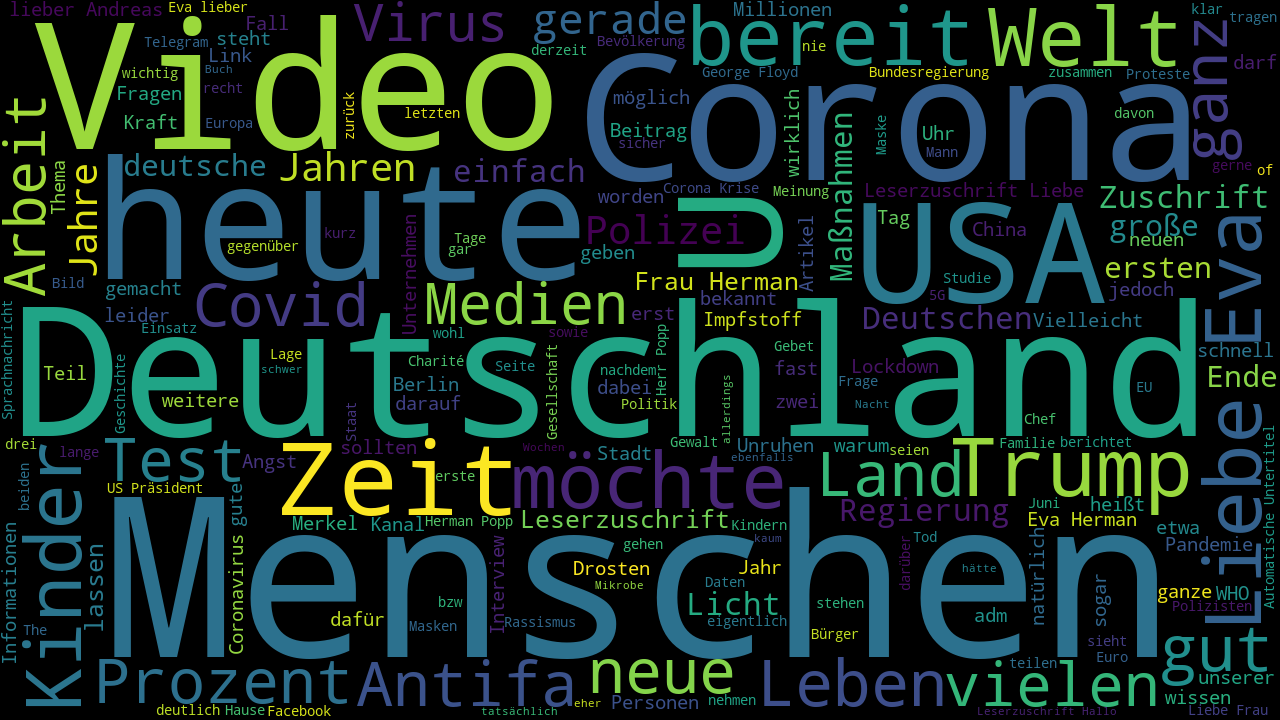 lieber Andreas
Eva lieber
Virus
gerade
Millionen
bereit
Welt
klar
tragen
Video
Fall
Telegram
steht
Link
derzeit
Bevölkerung
nie
George Floyd
Bundesregierung
zusammen
Proteste
darf
ganz
wichtig
Buch
Fragen
recht
zurück
letzten
Corona
möglich
davon
Kraft
Europa
Beitrag
sicher
wirklich
Uhr
Mann
Maske
Maßnahmen
Arbeit
Thema
Jahre
deutsche
Jahren
einfach
worden
Corona Krise
Meinung
Leserzuschrift Liebe
gerne
of
Zuschrift
heute
gegenüber
kurz
Tage
gar
Unternehmen
Polizei
geben
u
Artikel
USA
Tag
China
Studie
5G
große
neuen
ersten
jedoch
Eva
Bild
gemacht
Frau Herman
bekannt
leider
Covid
Medien
erst
Impfstoff
Deutschen
Vielleicht
schnell
Einsatz
wohl
sowie
Sprachnachricht
Deutschland
Teil
Lage
schwer
Charité
Seite
Gesellschaft
nachdem
Herr Popp
Gebet
fast
Lockdown
Frage
EU
Ende
Geschichte
weitere
Berlin
darauf
dabei
Politik
allerdings
zwei
Nacht
Chef
drei
lange
Test
Angst
Staat
sollten
Wochen
Stadt
Gewalt
Unruhen
ebenfalls
warum
seien
Familie
berichtet
Zeit
erste
möchte
Land
Trump
Liebe
Automatische Untertitel
beiden
Kinder
US Präsident
gute
Merkel
Kanal
Herman Popp
Leserzuschrift
Kindern
kaum
Regierung
Juni
heißt
Eva Herman
etwa
Pandemie
Informationen
lassen
Coronavirus
Menschen
Interview
gehen
Drosten
Mikrobe
Jahr
Daten
Tod
darüber
hätte
natürlich
sogar
ganze
WHO
Polizisten
The
dafür
bzw
Masken
Rassismus
Licht
eigentlich
stehen
Bürger
adm
sieht
Euro
teilen
gut
unserer
wissen
Prozent
Antifa
neue
Leben
vielen
eher
Personen
nehmen
deutlich
Hause
Facebook
tatsächlich
Leserzuschrift Hallo
Liebe Frau